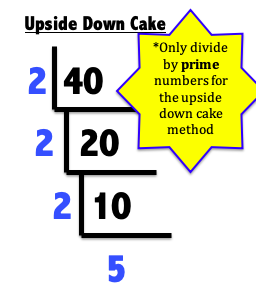 Upside Down Cake
*Only divide
by prime
numbers for
the upside
down cake
method
2 40
2 20
2 10
5